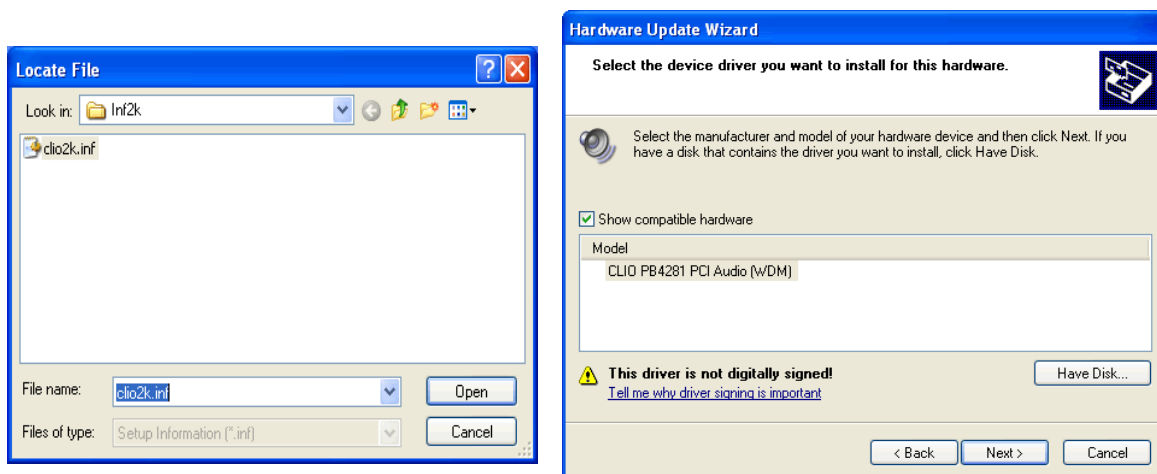 Locate File
Look in: Inf2k
clio2k.inf
File name: clio2k.inf Open
Files of type: Setup Information (*.inf) Cancel
Hardware Update Wizard
Select the device driver you want to install for this hardware.
Select the manufacturer and model of your hardware device and then click Next. If you
have a disk that contains the driver you want to install, click Have Disk.
Show compatible hardware
Model
CLIO PB4281 PCI Audio (WDM)
This driver is not digitally signed! Have Disk...
Tell me why driver signing is important
< Back Next > Cancel